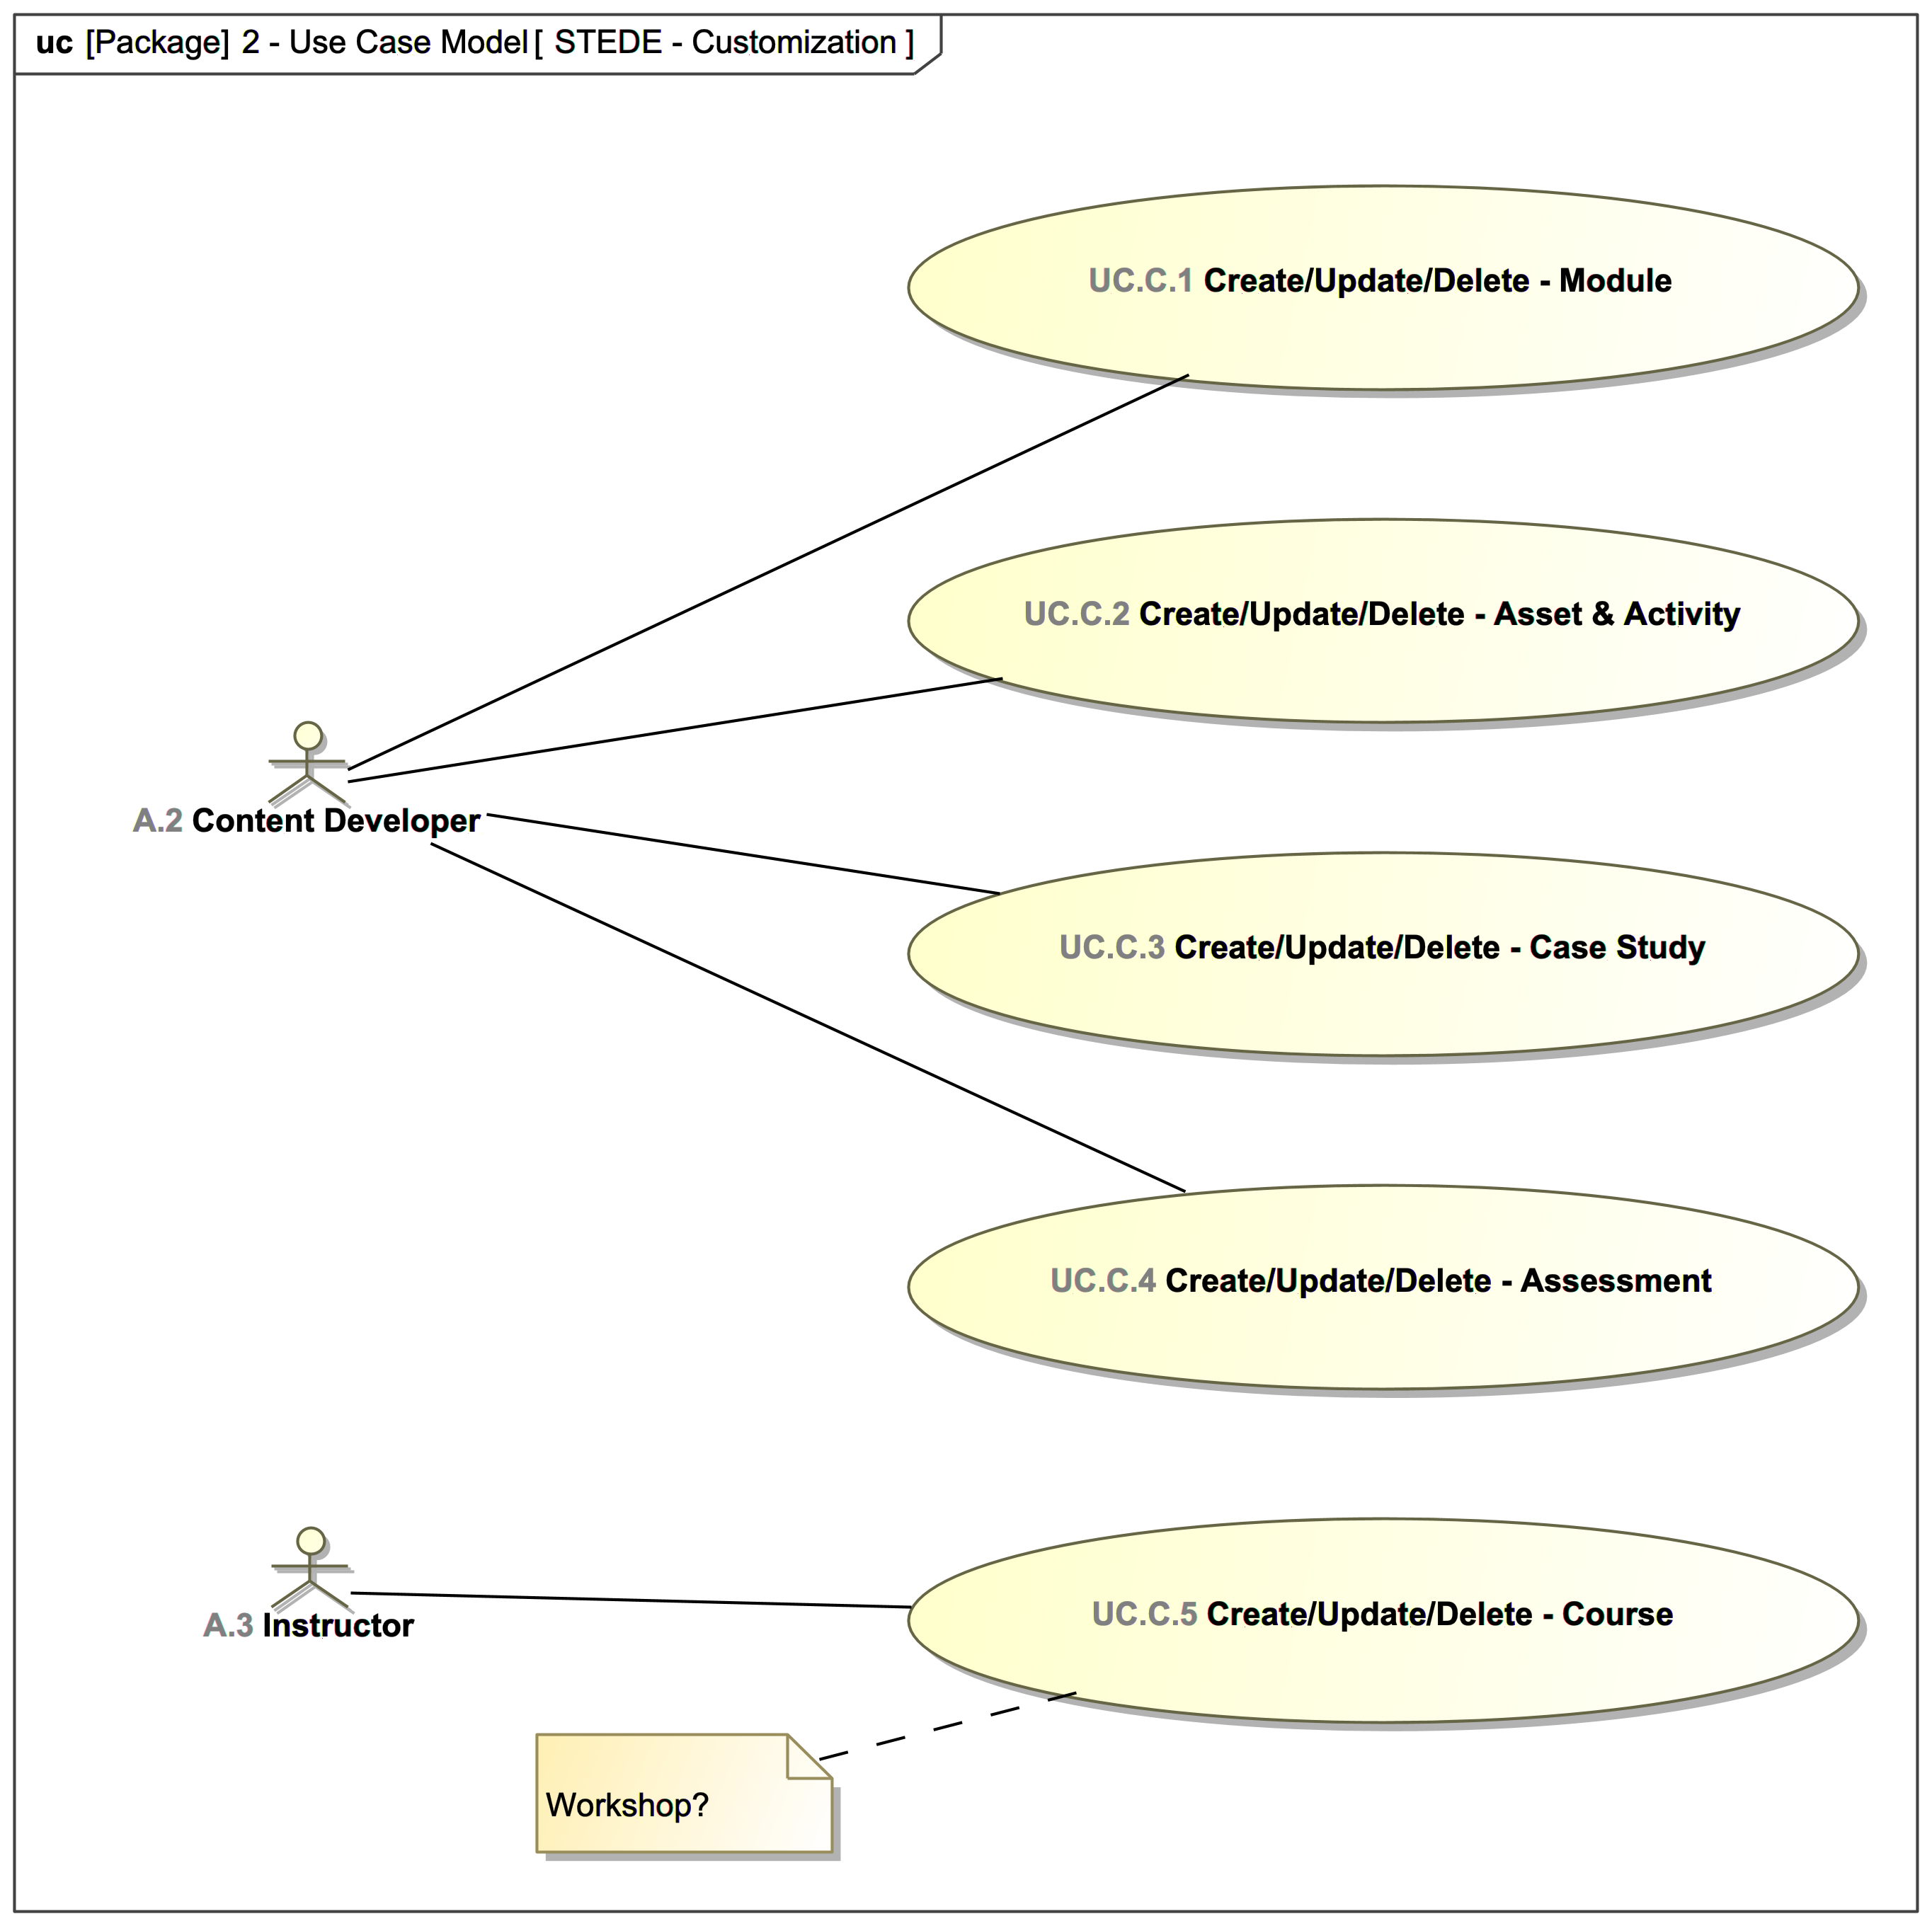 uc [Package] 2 - Use Case Model [ STEDE - Customization ]
UC.C.1 Create/Update/Delete - Module
UC.C.2 Create/Update/Delete - Asset & Activity
A.2 Content Developer
UC.C.3 Create/Update/Delete - Case Study
UC.C.4 Create/Update/Delete - Assessment
A.3 Instructor
UC.C.5 Create/Update/Delete - Course
Workshop?